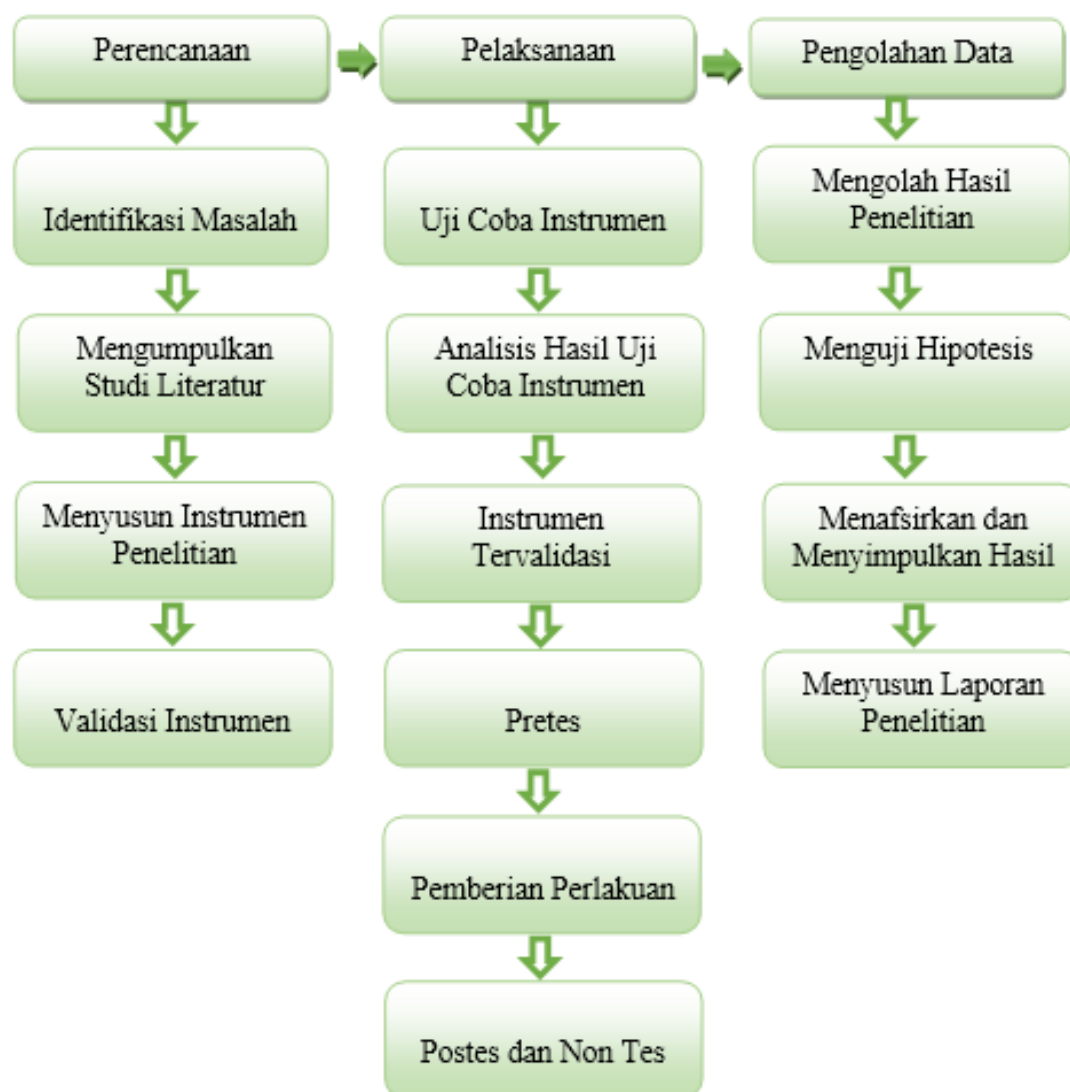 Perencanaan
Identifikasi Masalah
Mengumpulkan
Studi Literatur
Menyusun Instrumen
Penelitian
Validasi Instrumen
Pelaksanaan
Uji Coba Instrumen
Analisis Hasil Uji
Coba Instrumen
Instrumen
Tervalidasi
Pretes
Pemberian Perlakuan
Postes dan Non Tes
Pengolahan Data
Mengolah Hasil
Penelitian
Menguji Hipotesis
Menafsirkan dan
Menyimpulkan Hasil
Menyusun Laporan
Penelitian